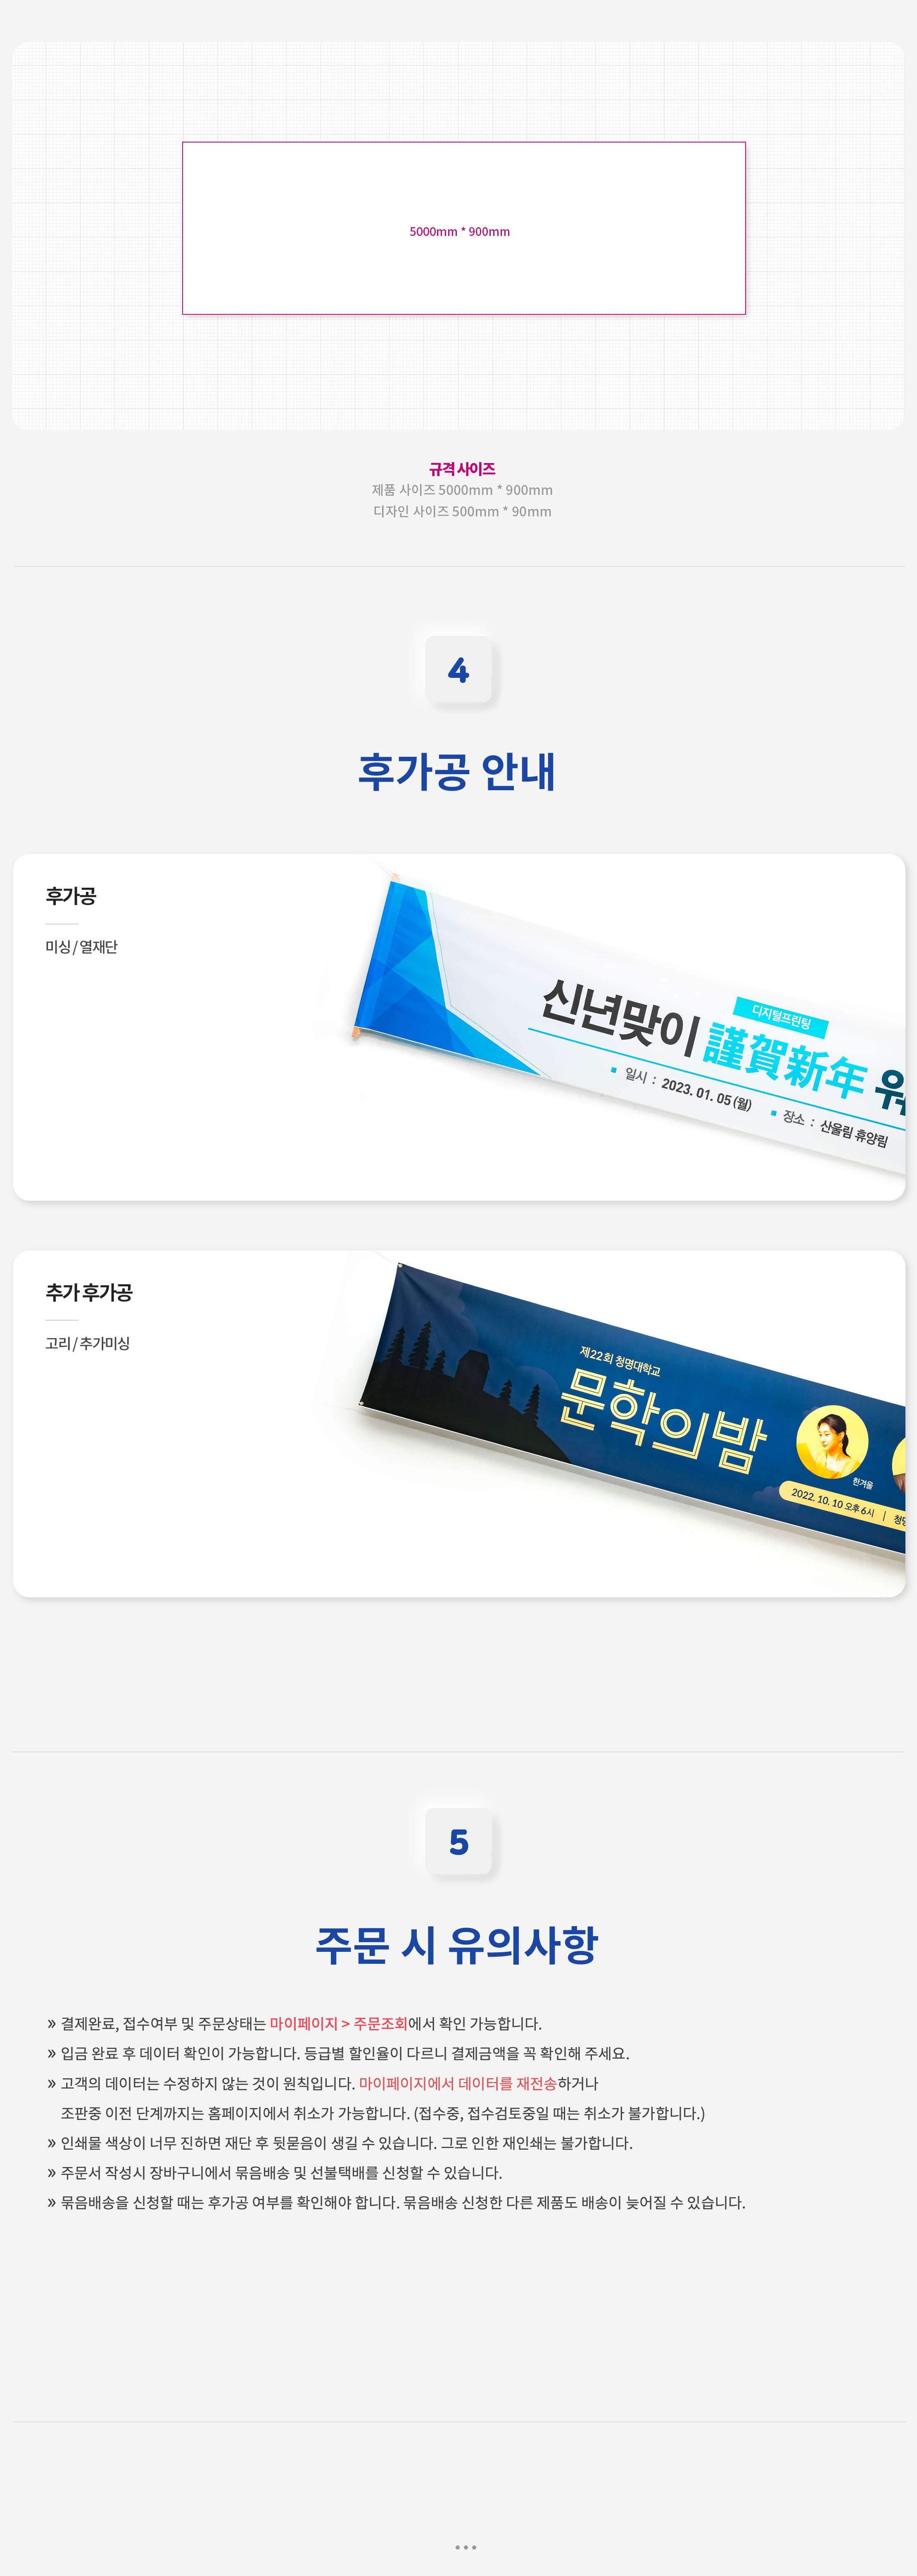 5000mm * 900mm
규격 사이즈
제품 사이즈 5000mm * 900mm
디자인 사이즈 500mm * 90mm
4
후가공 안내
후가공
미싱 / 열재단
디지털프린팅
신년맞이 謹賀新年 워
일시 : 2023. 01. 05 (월)
장소 : 산울림 휴양림
추가 후가공
고리 / 추가미싱
제22회 청명대학교
문학의밤
한겨울
2022. 10. 10 오후 6시 | 청명
5
주문 시 유의사항
» 결제완료, 접수여부 및 주문상태는 마이페이지 > 주문조회에서 확인 가능합니다.
» 입금 완료 후 데이터 확인이 가능합니다. 등급별 할인율이 다르니 결제금액을 꼭 확인해 주세요.
» 고객의 데이터는 수정하지 않는 것이 원칙입니다. 마이페이지에서 데이터를 재전송하거나
조판중 이전 단계까지는 홈페이지에서 취소가 가능합니다. (접수중, 접수검토중일 때는 취소가 불가합니다.)
» 인쇄물 색상이 너무 진하면 재단 후 뒷묻음이 생길 수 있습니다. 그로 인한 재인쇄는 불가합니다.
» 주문서 작성시 장바구니에서 묶음배송 및 선불택배를 신청할 수 있습니다.
» 묶음배송을 신청할 때는 후가공 여부를 확인해야 합니다. 묶음배송 신청한 다른 제품도 배송이 늦어질 수 있습니다.